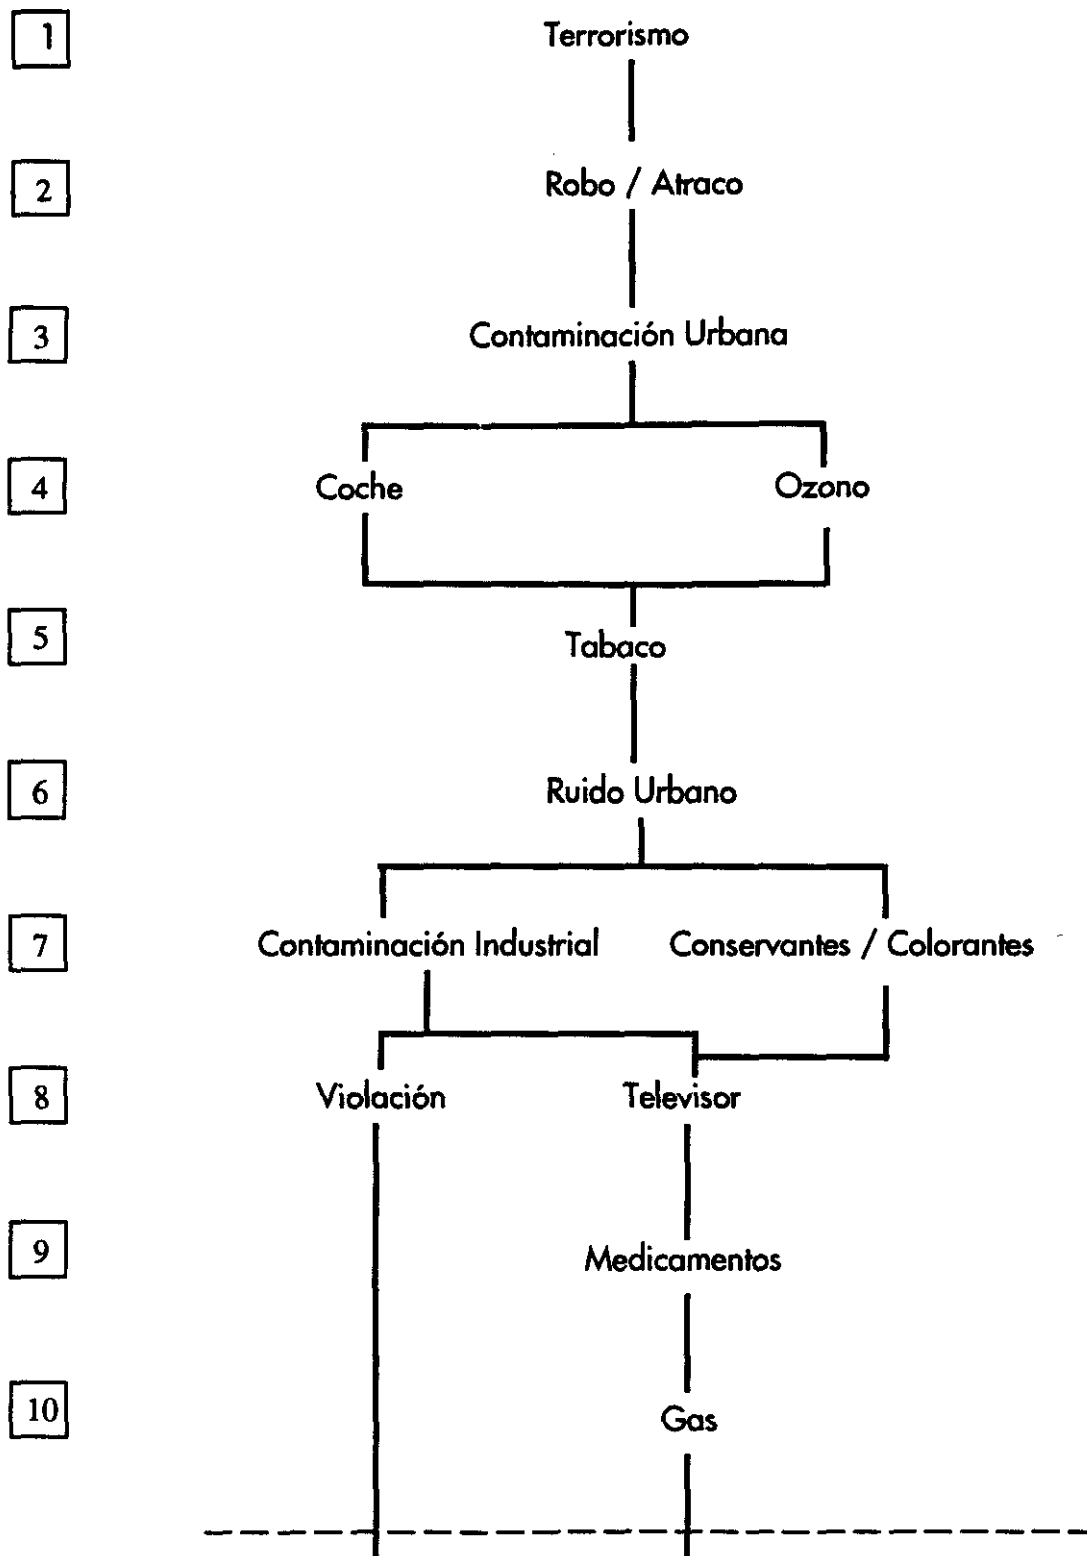 1 Terrorismo
2 Robo / Atraco
3 Contaminación Urbana
4 Coche Ozono
5 Tabaco
6 Ruido Urbano
7 Contaminación Industrial Conservantes / Colorantes
8 Violación Televisor
9 Medicamentos
10 Gas